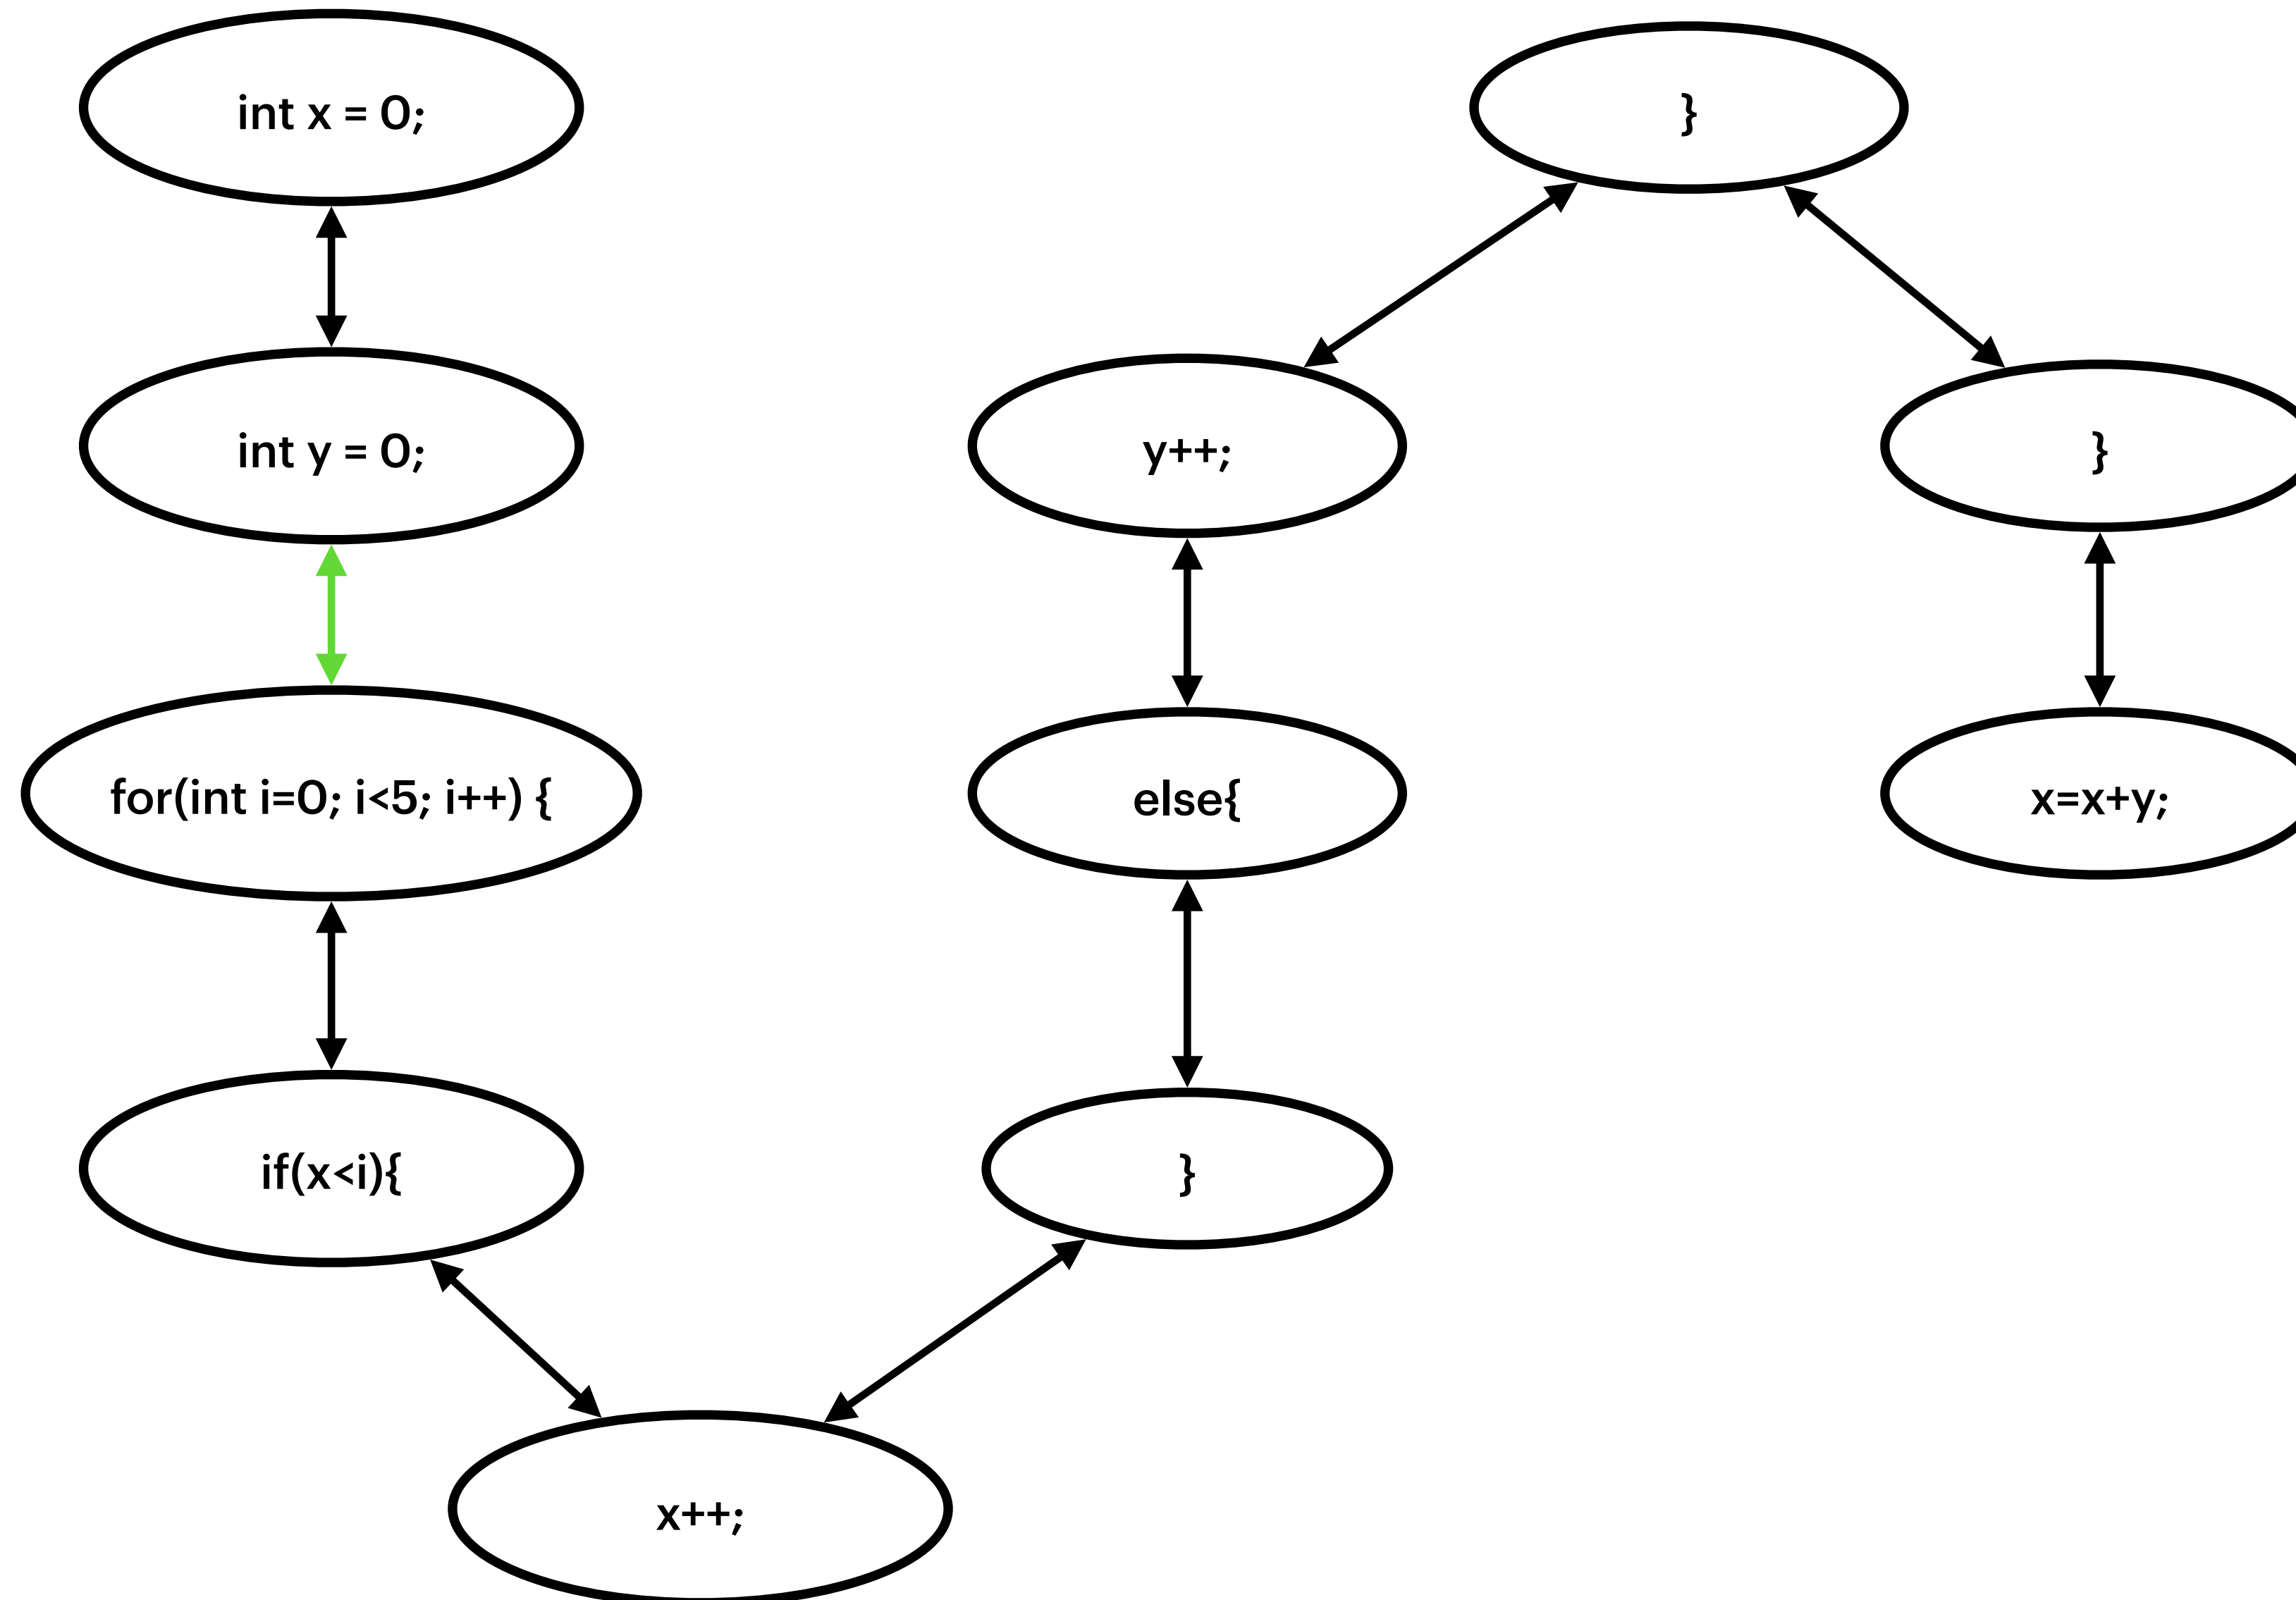 int x = 0;
int y = 0;
for(int i=0; i<5; i++) {
if(x<i){
x++;
}
else{
y++;
}
}
x=x+y;